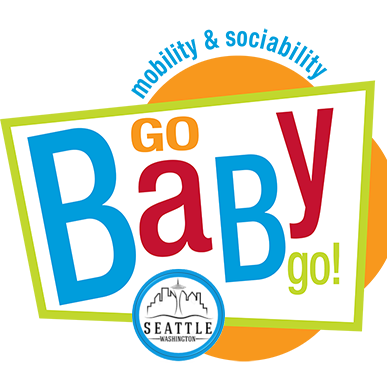 mobility & sociability
GO
BaBy
go!
SEATTLE
WASHINGTON